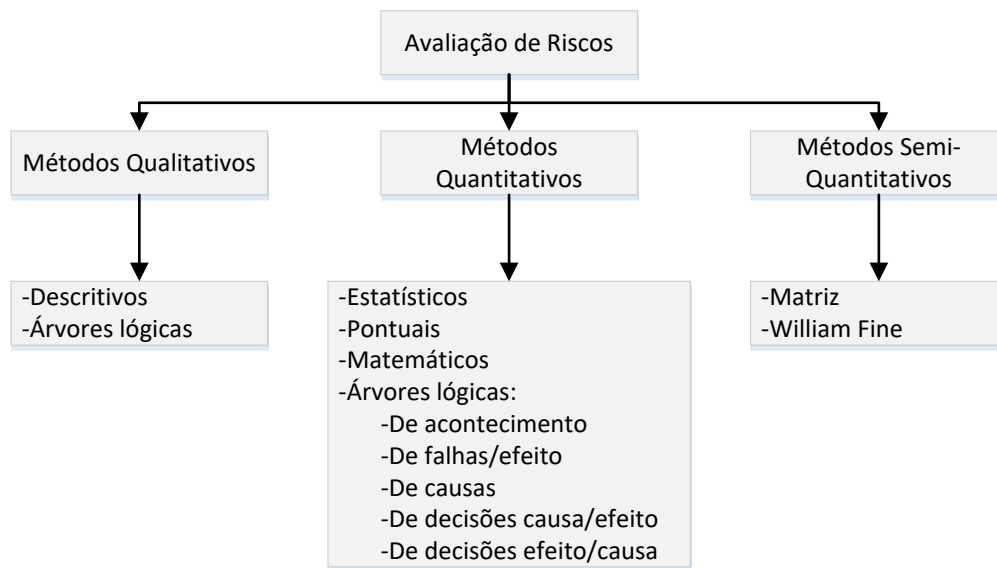 Avaliação de Riscos
Métodos Qualitativos
Métodos
Quantitativos
Métodos Semi-
Quantitativos
-Descritivos
-Árvores lógicas
-Estatísticos
-Pontuais
-Matemáticos
-Árvores lógicas:
-De acontecimento
-De falhas/efeito
-De causas
-De decisões causa/efeito
-De decisões efeito/causa
-Matriz
-William Fine